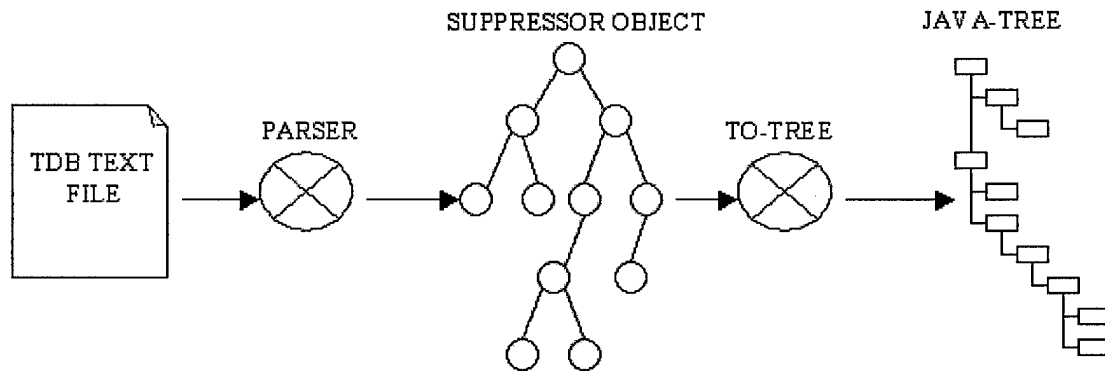 SUPPRESSOR OBJECT
JAVA-TREE
PARSER
TO-TREE
TDB TEXT
FILE